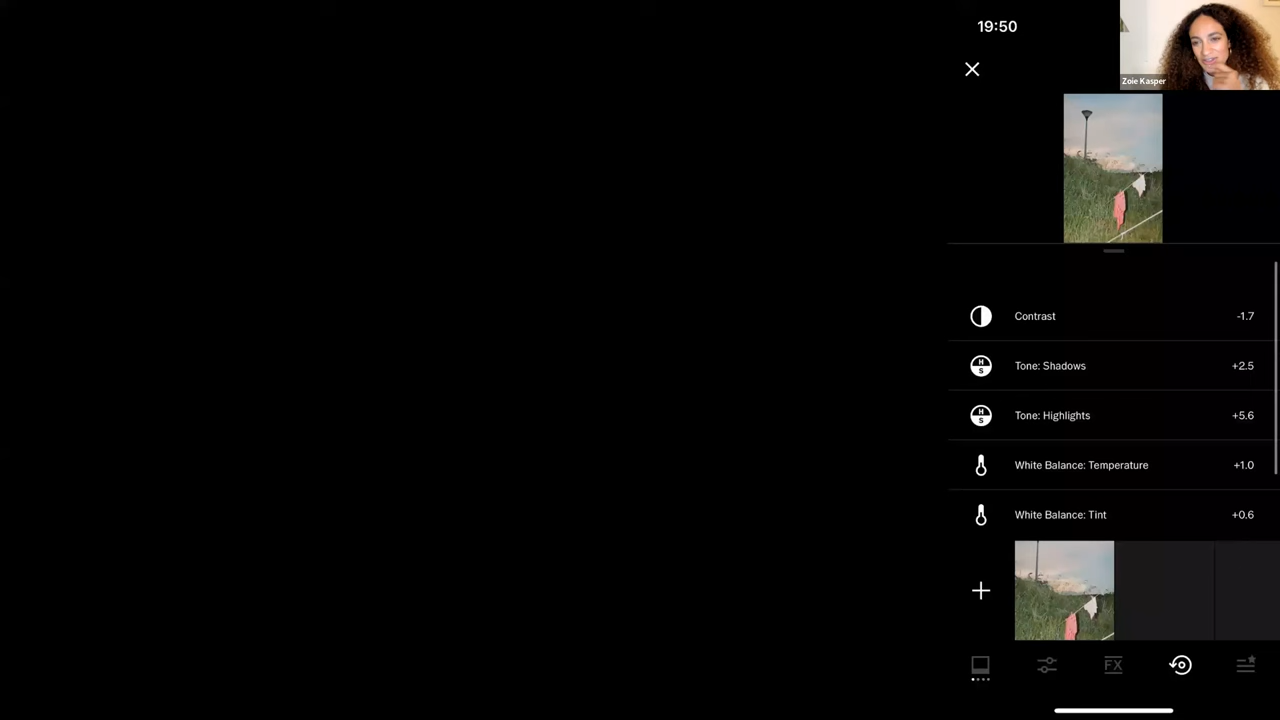 19:50
Zoie Kasper
Contrast -1.7
H S Tone: Shadows +2.5
H S Tone: Highlights +5.6
White Balance: Temperature +1.0
White Balance: Tint +0.6
FX